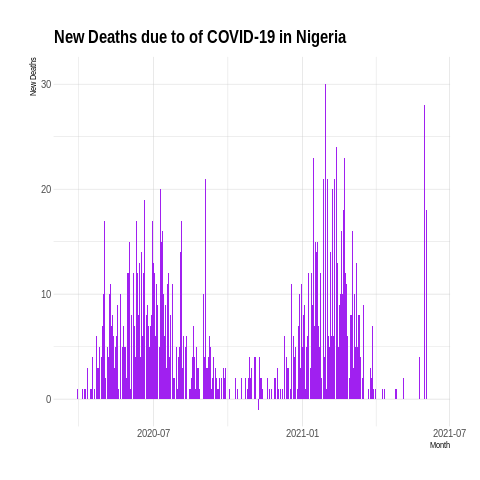 New Deaths due to of COVID-19 in Nigeria
New Deaths
30
20
10
0
2020-07
2021-01
2021-07
Month